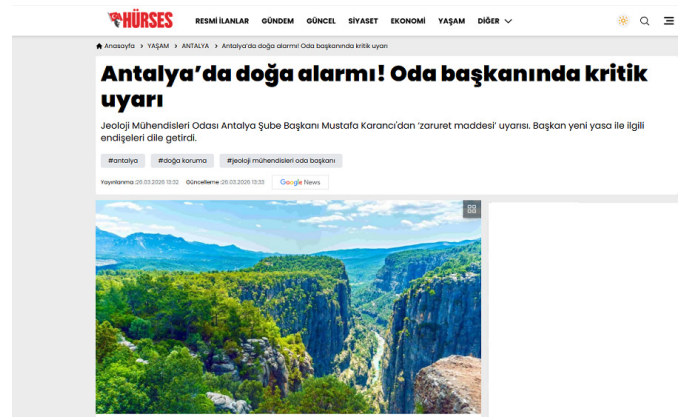 HÜRSES
RESMİ İLANLAR GÜNDEM GÜNCEL SİYASET EKONOMİ YAŞAM DİĞER
Anasayfa > YAŞAM > ANTALYA > Antalya'da doğa alarmı! Oda başkanında kritik uyarı
Antalya’da doğa alarmı! Oda başkanında kritik
uyarı
Jeoloji Mühendisleri Odası Antalya Şube Başkanı Mustafa Karancı'dan 'zaruret maddesi' uyarısı. Başkan yeni yasa ile ilgili
endişeleri dile getirdi.
#antalya #doğa koruma #jeoloji mühendisleri oda başkanı
Yayınlanma :26.03.2026 13:32 Güncelleme :26.03.2026 13:33 Google News